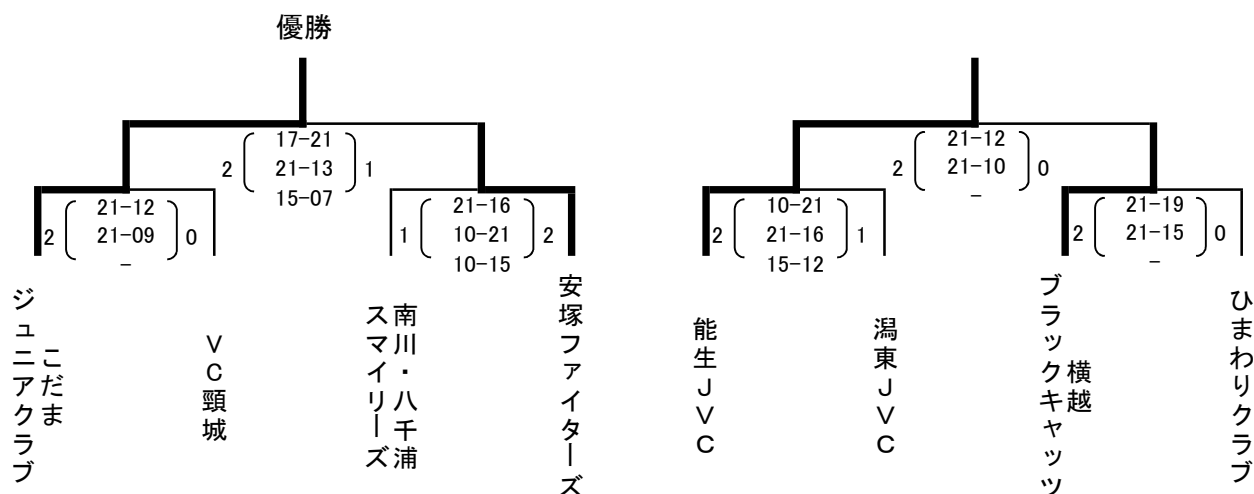 優勝
17-21
2 21-13 1
15-07
21-12
2 21-09 0
-
21-16
1 10-21 2
10-15
21-12
2 21-10 0
-
10-21
2 21-16 1
15-12
21-19
2 21-15 0
-
こだま
ジュニアクラブ
VC頸城
南川・八千浦
スマイリーズ
安塚ファイターズ
能生JVC
潟東JVC
横越
ブラックキャッツ
ひまわりクラブ